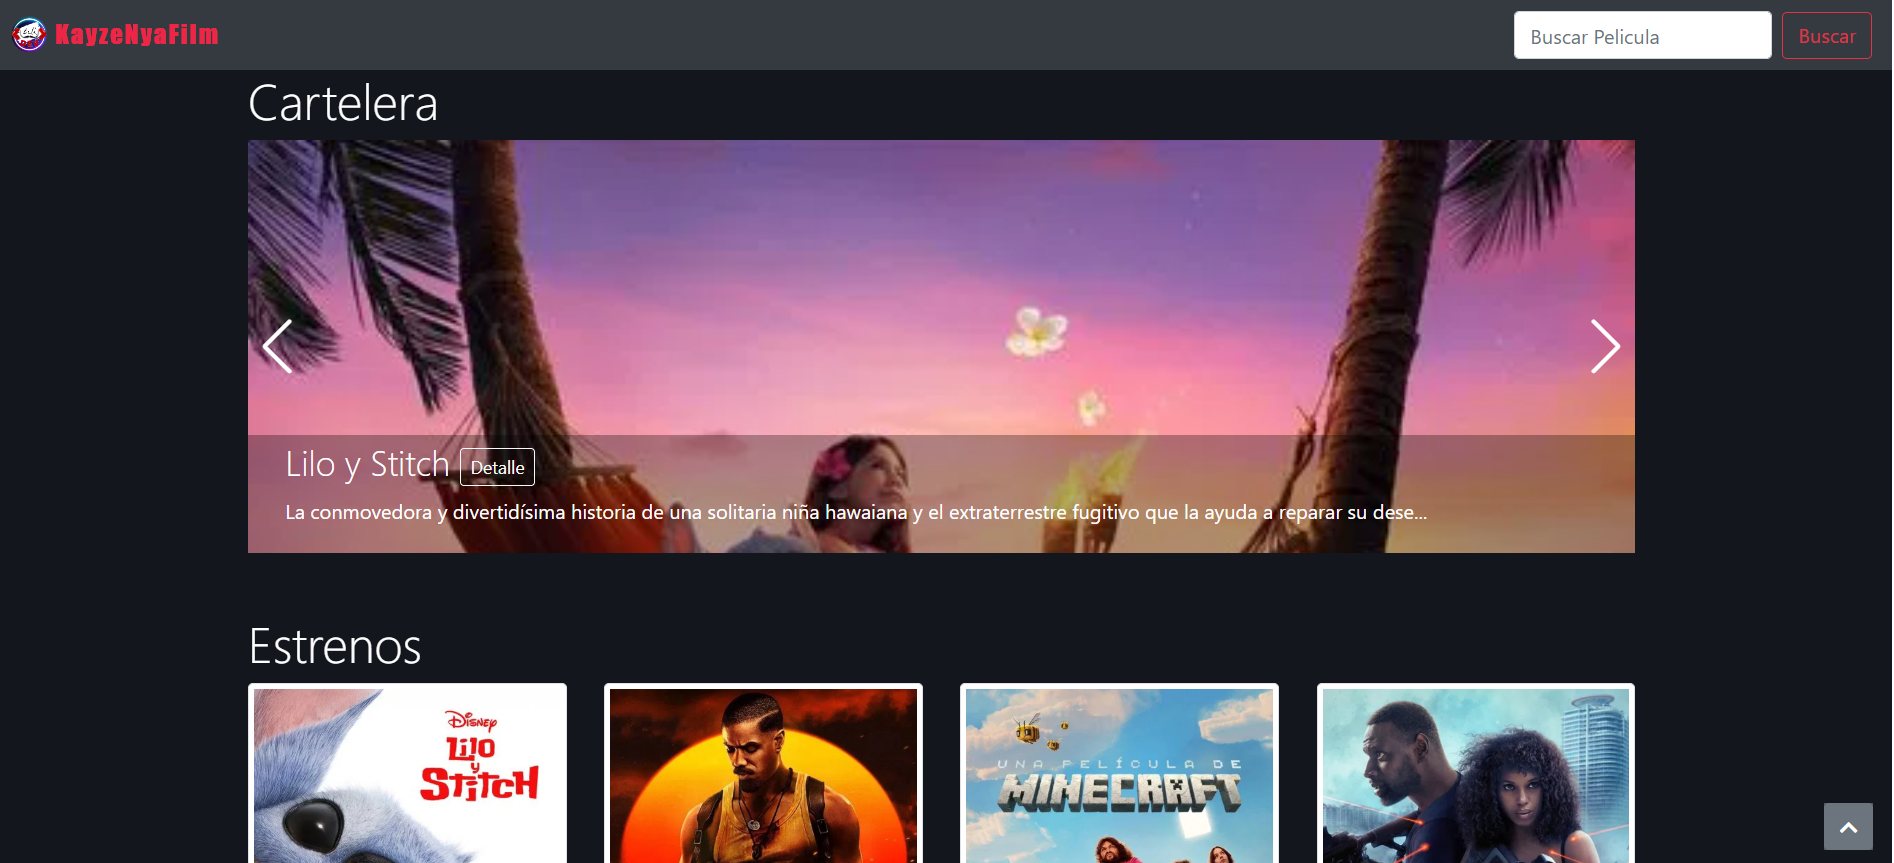 KayzeNyaFilm
Buscar Pelicula
Buscar
Cartelera
Lilo y Stitch
Detalle
La conmovedora y divertidísima historia de una solitaria niña hawaiana y el extraterrestre fugitivo que la ayuda a reparar su dese...
Estrenos
Disney
Lilo
y
Stitch
UNA PELÍCULA DE
MINECRAFT